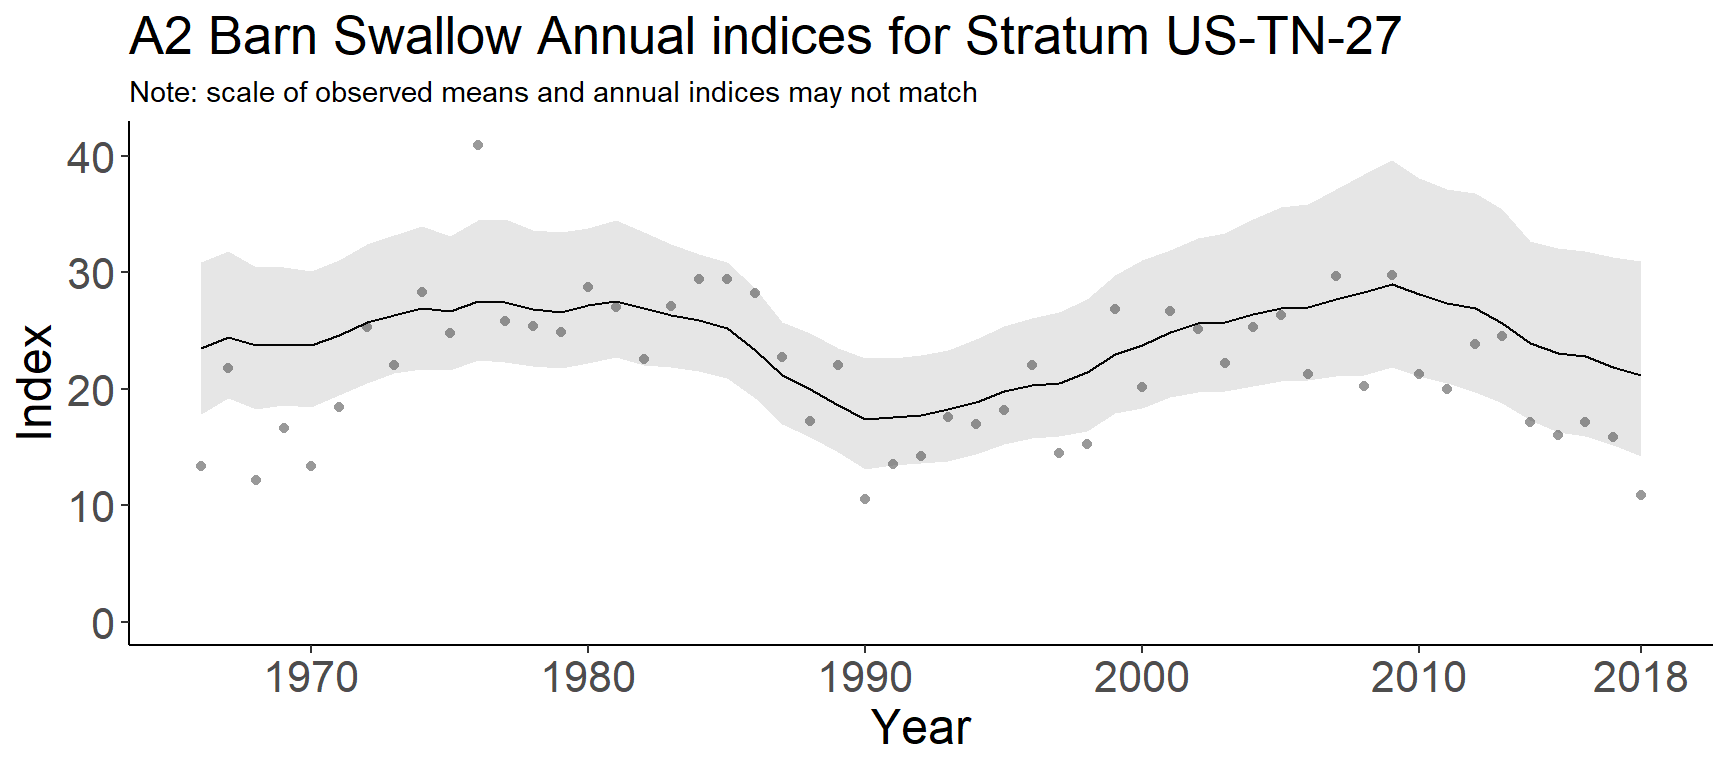 A2 Barn Swallow Annual indices for Stratum US-TN-27
Note: scale of observed means and annual indices may not match
40
30
20
10
0
Index
1970 1980 1990 2000 2010 2018
Year